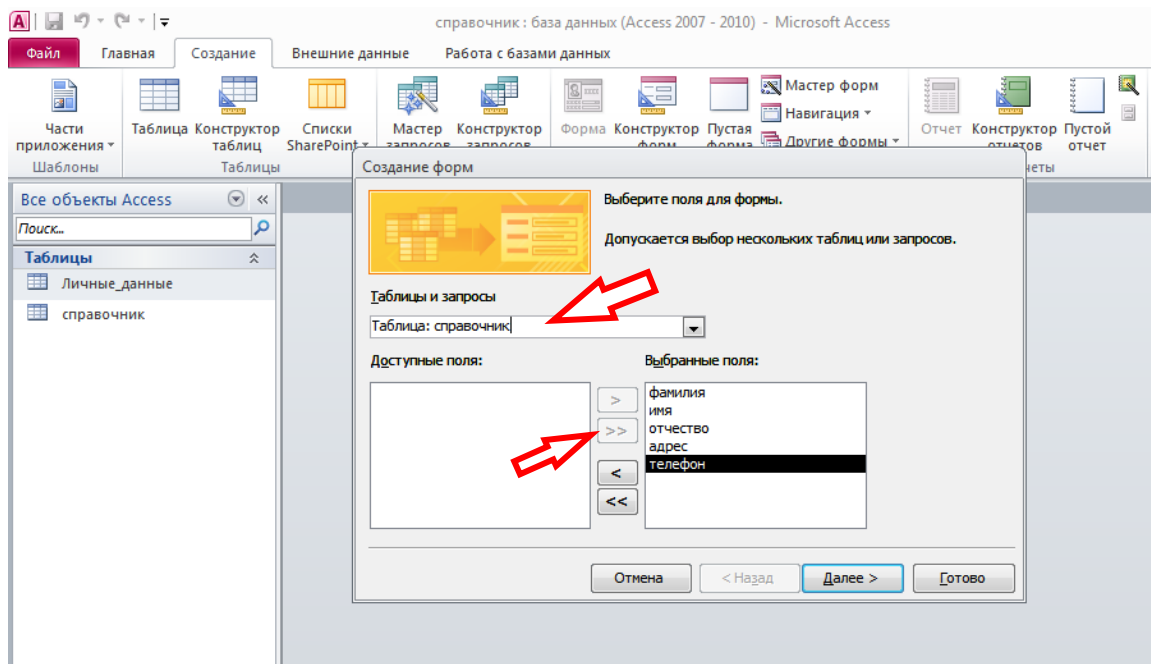 справочник : база данных (Access 2007 - 2010) - Microsoft Access
Файл Главная Создание Внешние данные Работа с базами данных
Части приложения
Таблица
Конструктор таблиц
Списки SharePoint
Мастер запросов
Конструктор запросов
Форма
Конструктор форм
Пустая форма
Мастер форм
Навигация
Другие формы
Отчет
Конструктор отчетов
Пустой отчет
Шаблоны
Таблицы
Все объекты Access
Поиск...
Таблицы
Личные_данные
справочник
Создание форм
Выберите поля для формы.
Допускается выбор нескольких таблиц или запросов.
Таблицы и запросы
Таблица: справочник
Доступные поля:
Выбранные поля:
>
>>
<
<<
фамилия
имя
отчество
адрес
телефон
Отмена
< Назад
Далее >
Готово